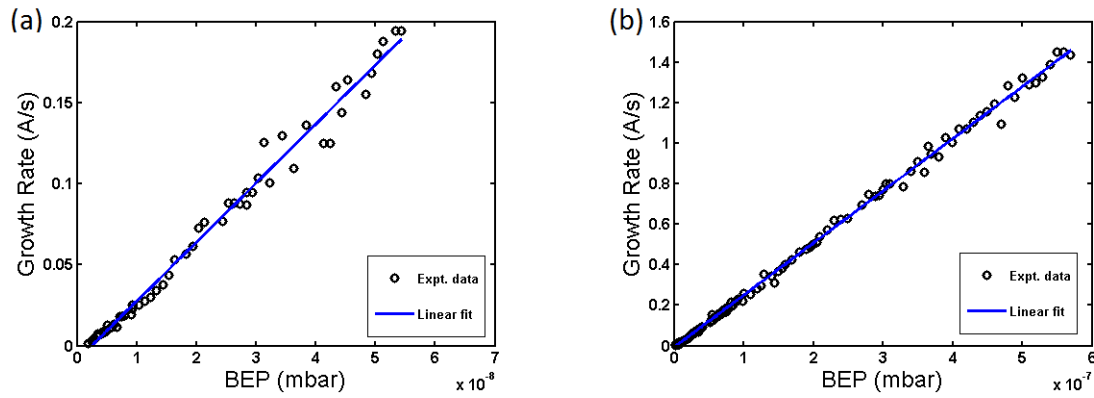 (a)
Growth Rate (A/s)
0.2
0.15
0.1
0.05
0
0 1 2 3 4 5 6 7
BEP (mbar)
x 10⁻⁸
Expt. data
Linear fit
(b)
Growth Rate (A/s)
1.6
1.4
1.2
1
0.8
0.6
0.4
0.2
0
0 1 2 3 4 5 6
BEP (mbar)
x 10⁻⁷
Expt. data
Linear fit